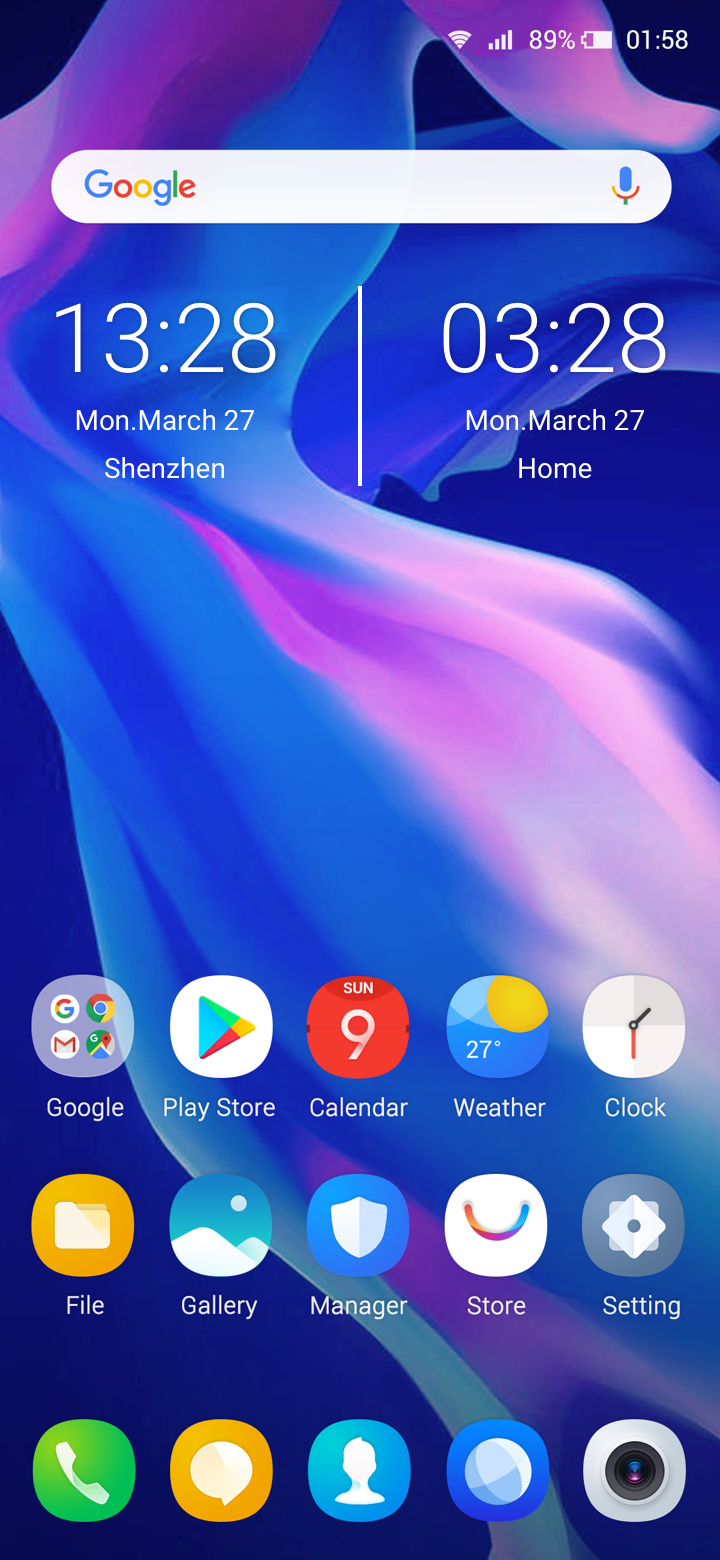 89% 01:58
Google
13:28 03:28
Mon.March 27 Mon.March 27
Shenzhen Home
SUN
9
27°
Google Play Store Calendar Weather Clock
File Gallery Manager Store Setting